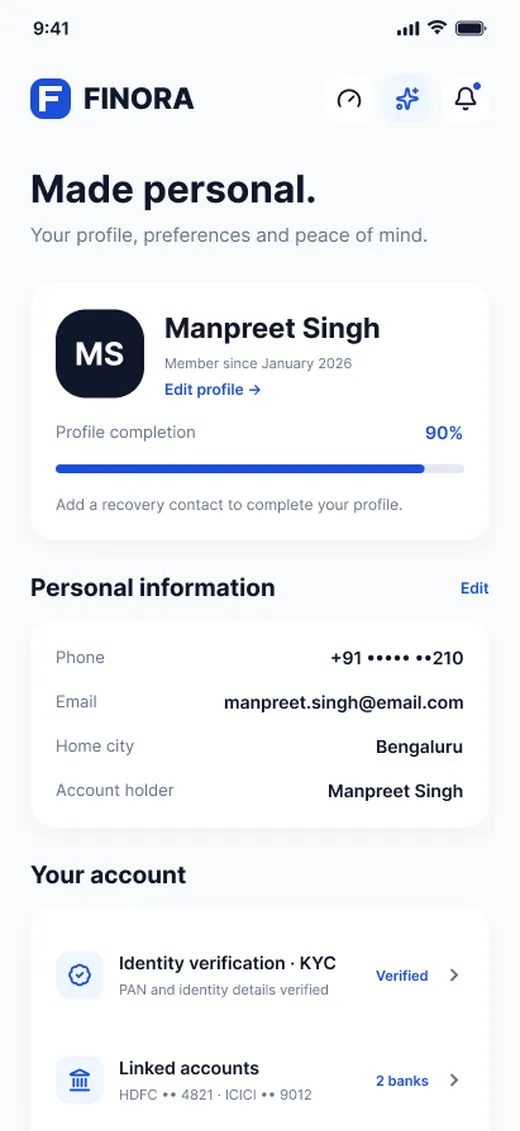 9:41
F FINORA
Made personal.
Your profile, preferences and peace of mind.
MS
Manpreet Singh
Member since January 2026
Edit profile →
Profile completion 90%
Add a recovery contact to complete your profile.
Personal information Edit
Phone +91 ••••• ••210
Email manpreet.singh@email.com
Home city Bengaluru
Account holder Manpreet Singh
Your account
Identity verification · KYC
PAN and identity details verified
Verified
Linked accounts
HDFC •• 4821 · ICICI •• 9012
2 banks